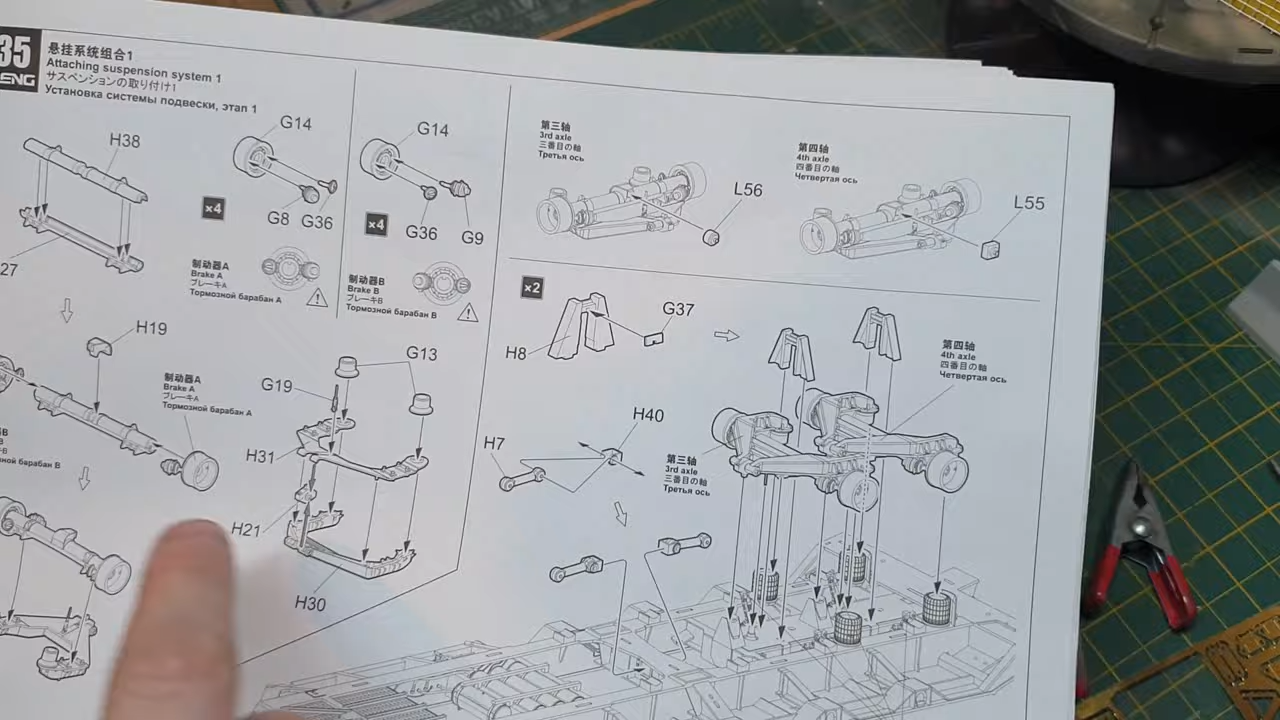 35
ENG
悬挂系统组合1
Attaching suspension system 1
サスペンションの取り付け1
Установка системы подвески, этап 1
H38
27
G14
G8
G36
×4
制动器A
Brake A
ブレーキA
Тормозной барабан A
G14
G36
G9
×4
制动器B
Brake B
ブレーキB
Тормозной барабан B
第三轴
3rd axle
三番目の軸
Третья ось
L56
第四轴
4th axle
四番目の軸
Четвертая ось
L55
H19
制动器A
Brake A
ブレーキA
Тормозной барабан A
B
B
-B
ной барабан B
G13
G19
H31
H21
H30
×2
H8
G37
H7
H40
第三轴
3rd axle
三番目の軸
Третья ось
第四轴
4th axle
四番目の軸
Четвертая ось